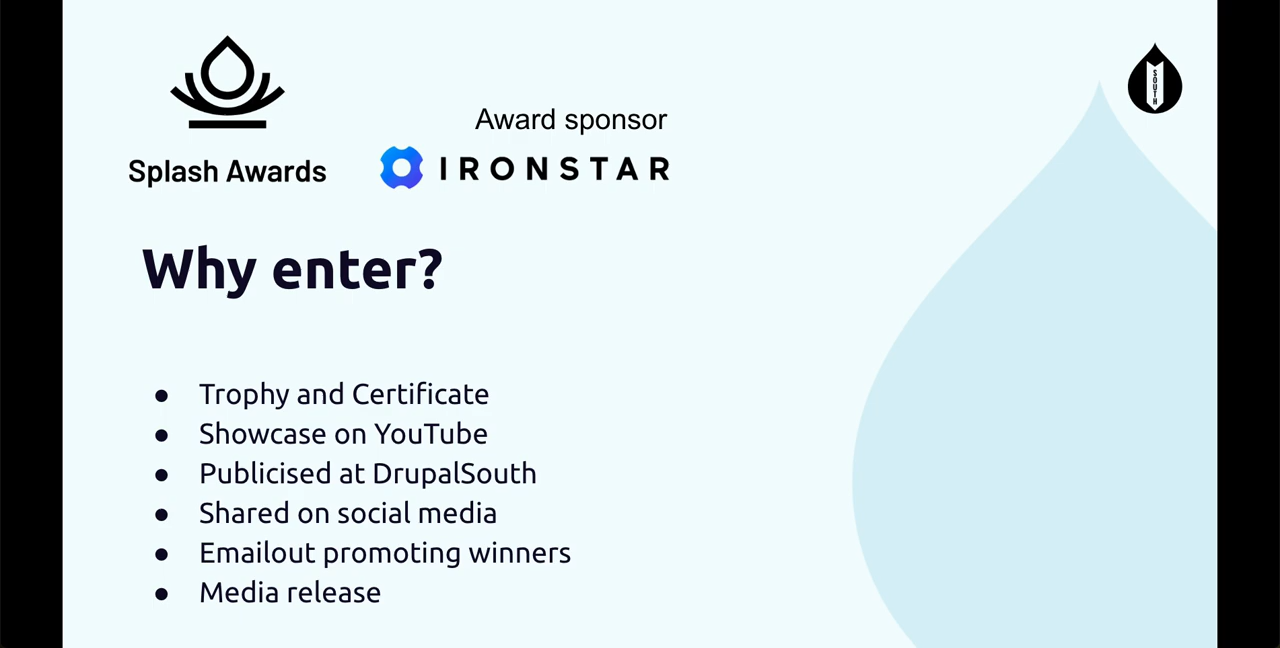 SOUTH
Award sponsor
Splash Awards
IRONSTAR
Why enter?
● Trophy and Certificate
● Showcase on YouTube
● Publicised at DrupalSouth
● Shared on social media
● Emailout promoting winners
● Media release